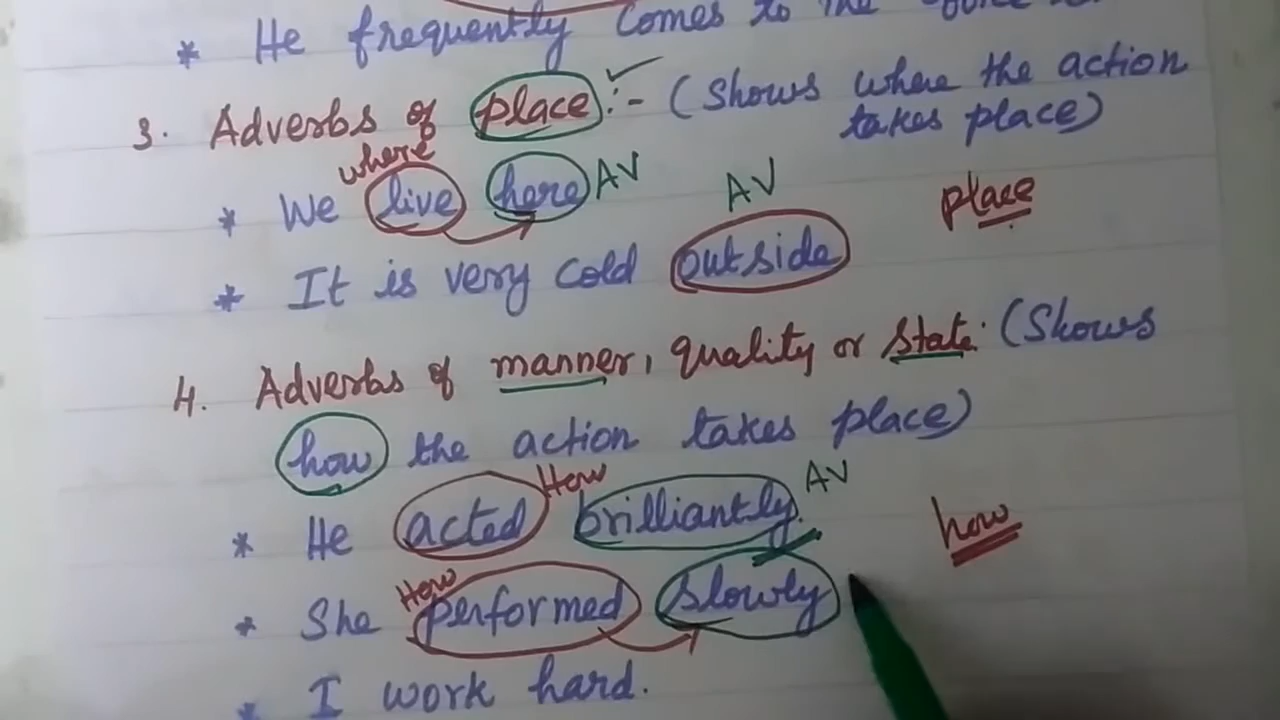 * He frequently comes to the office
3. Adverbs of place :- (Shows where the action
takes place)
where
* We live here AV
AV
place
* It is very cold outside
4. Adverbs of manner, quality or state. (Shows
how the action takes place)
How
AV
* He acted brilliantly.
how
How
* She performed slowly
* I work hard.